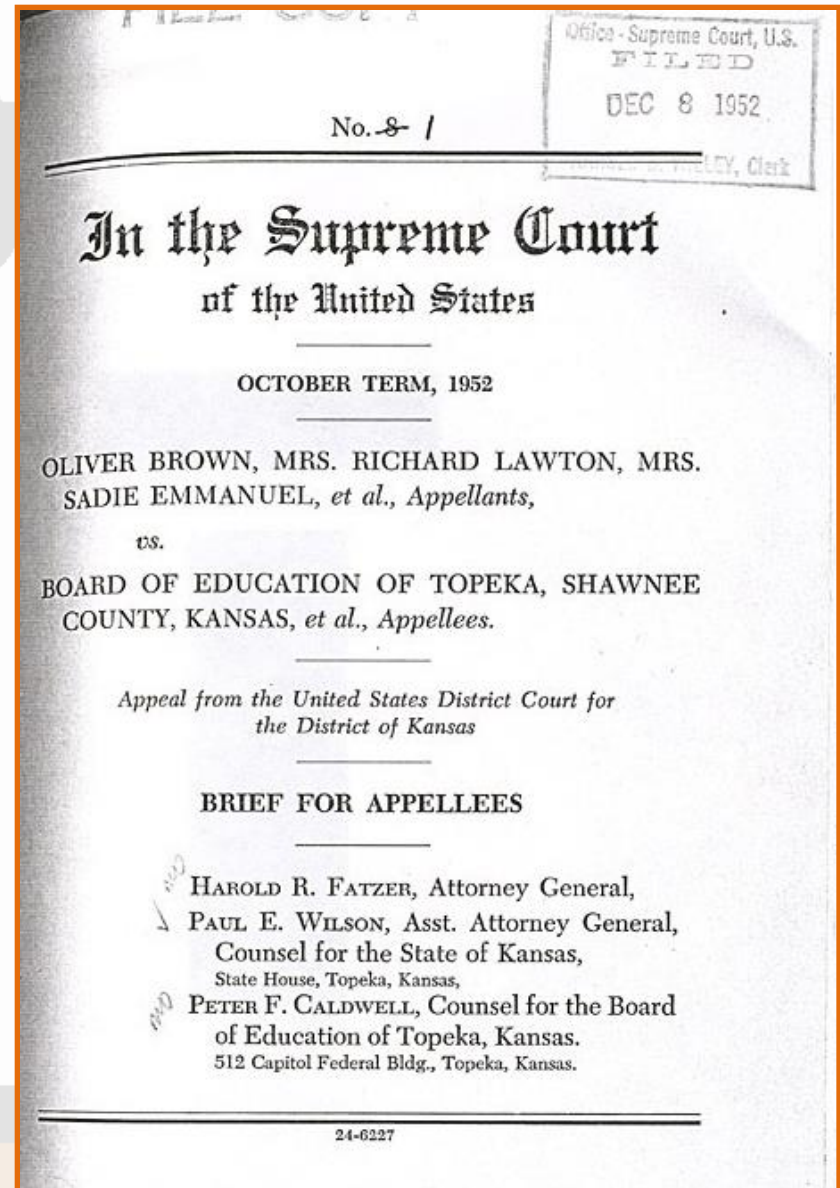 Office - Supreme Court, U.S.
FILED
DEC 8 1952
No. 8 1
EY, Clerk
In the Supreme Court
of the United States
OCTOBER TERM, 1952
OLIVER BROWN, MRS. RICHARD LAWTON, MRS.
SADIE EMMANUEL, et al., Appellants,
vs.
BOARD OF EDUCATION OF TOPEKA, SHAWNEE
COUNTY, KANSAS, et al., Appellees.
Appeal from the United States District Court for
the District of Kansas
BRIEF FOR APPELLEES
HAROLD R. FATZER, Attorney General,
PAUL E. WILSON, Asst. Attorney General,
Counsel for the State of Kansas,
State House, Topeka, Kansas,
PETER F. CALDWELL, Counsel for the Board
of Education of Topeka, Kansas.
512 Capitol Federal Bldg., Topeka, Kansas.
24-6227